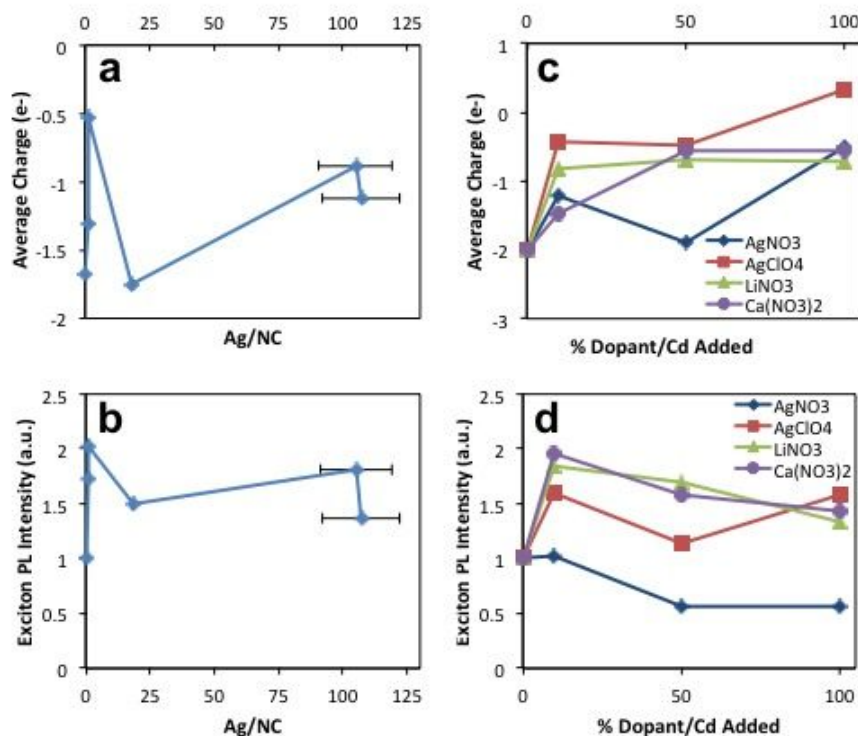 0 25 50 75 100 125
a
0
-0.5
-1
-1.5
-2
Average Charge (e-)
Ag/NC
0 50 100
c
1
0
-1
-2
-3
Average Charge (e-)
AgNO3
AgClO4
LiNO3
Ca(NO3)2
% Dopant/Cd Added
b
2.5
2
1.5
1
0.5
0
Exciton PL Intensity (a.u.)
0 25 50 75 100 125
Ag/NC
d
2.5
2
1.5
1
0.5
0
Exciton PL Intensity (a.u.)
AgNO3
AgClO4
LiNO3
Ca(NO3)2
0 50 100
% Dopant/Cd Added